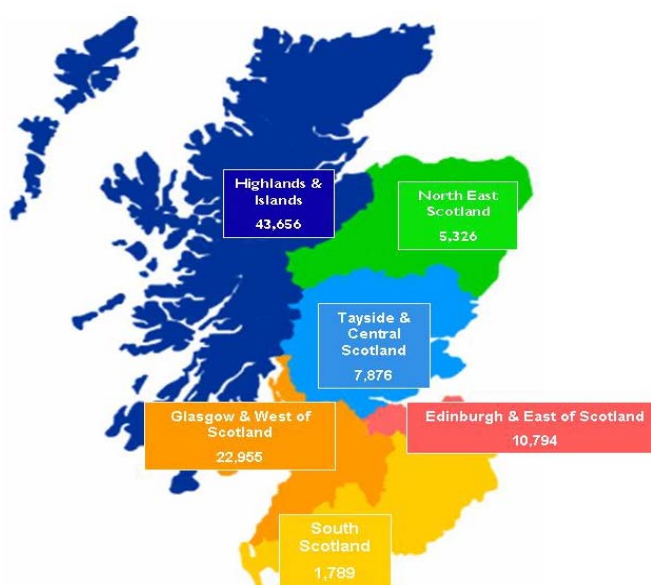 Highlands &
Islands
43,656
North East
Scotland
5,326
Tayside &
Central
Scotland
7,876
Glasgow & West of
Scotland
22,955
Edinburgh & East of Scotland
10,794
South
Scotland
1,789